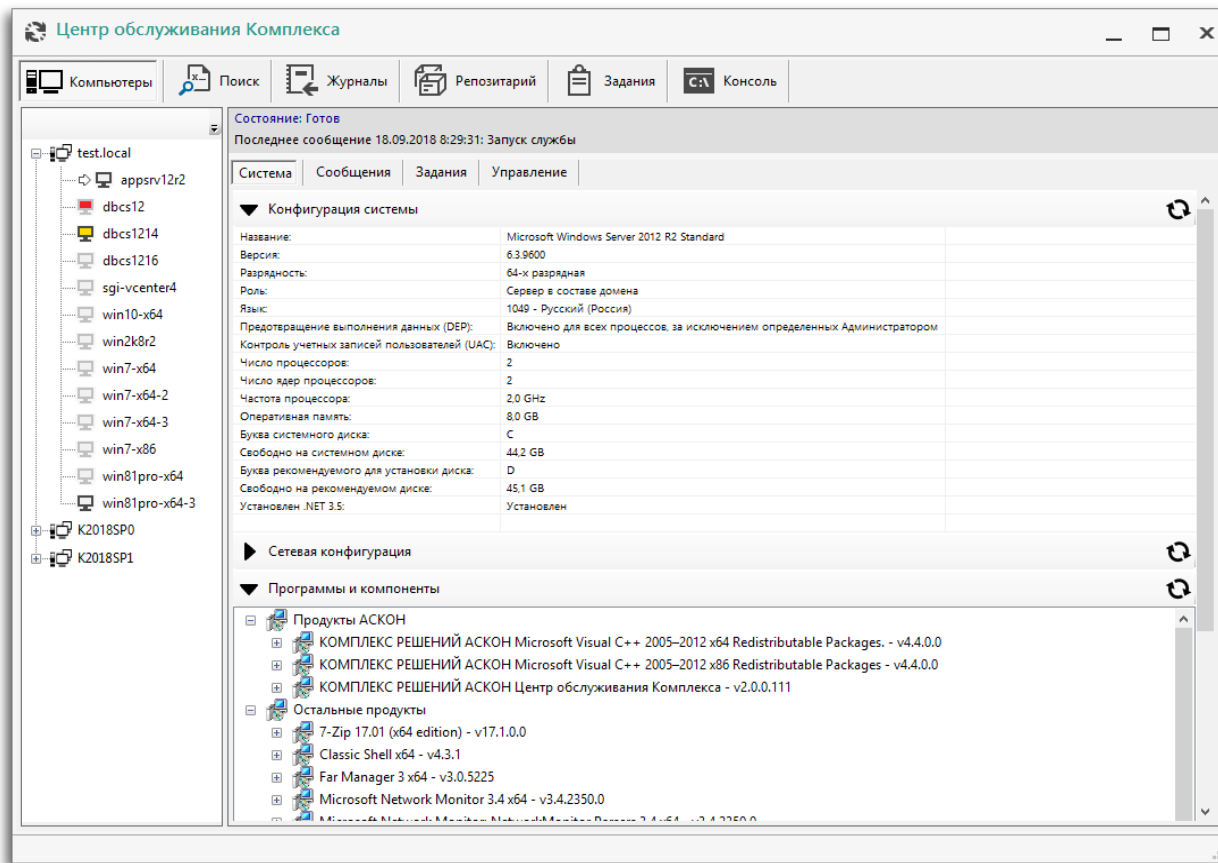 Центр обслуживания Комплекса
Компьютеры
Поиск
Журналы
Репозитарий
Задания
C:\
Консоль
test.local
appsrv12r2
dbcs12
dbcs1214
dbcs1216
sgi-vcenter4
win10-x64
win2k8r2
win7-x64
win7-x64-2
win7-x64-3
win7-x86
win81pro-x64
win81pro-x64-3
K2018SP0
K2018SP1
Состояние: Готов
Последнее сообщение 18.09.2018 8:29:31: Запуск службы
Система Сообщения Задания Управление
Конфигурация системы
Название: Microsoft Windows Server 2012 R2 Standard
Версия: 6.3.9600
Разрядность: 64-х разрядная
Роль: Сервер в составе домена
Язык: 1049 - Русский (Россия)
Предотвращение выполнения данных (DEP): Включено для всех процессов, за исключением определенных Администратором
Контроль учетных записей пользователей (UAC): Включено
Число процессоров: 2
Число ядер процессоров: 2
Частота процессора: 2,0 GHz
Оперативная память: 8,0 GB
Буква системного диска: C
Свободно на системном диске: 44,2 GB
Буква рекомендуемого для установки диска: D
Свободно на рекомендуемом диске: 45,1 GB
Установлен .NET 3.5: Установлен
Сетевая конфигурация
Программы и компоненты
Продукты АСКОН
КОМПЛЕКС РЕШЕНИЙ АСКОН Microsoft Visual C++ 2005–2012 x64 Redistributable Packages. - v4.4.0.0
КОМПЛЕКС РЕШЕНИЙ АСКОН Microsoft Visual C++ 2005–2012 x86 Redistributable Packages - v4.4.0.0
КОМПЛЕКС РЕШЕНИЙ АСКОН Центр обслуживания Комплекса - v2.0.0.111
Остальные продукты
7-Zip 17.01 (x64 edition) - v17.1.0.0
Classic Shell x64 - v4.3.1
Far Manager 3 x64 - v3.0.5225
Microsoft Network Monitor 3.4 x64 - v3.4.2350.0